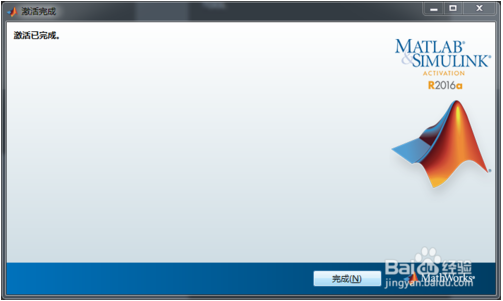 激活完成
激活已完成。
MATLAB®
&SIMULINK®
ACTIVATION
R2016a
完成(N)
MathWorks®
Baidu经验
jingyan.baidu.com